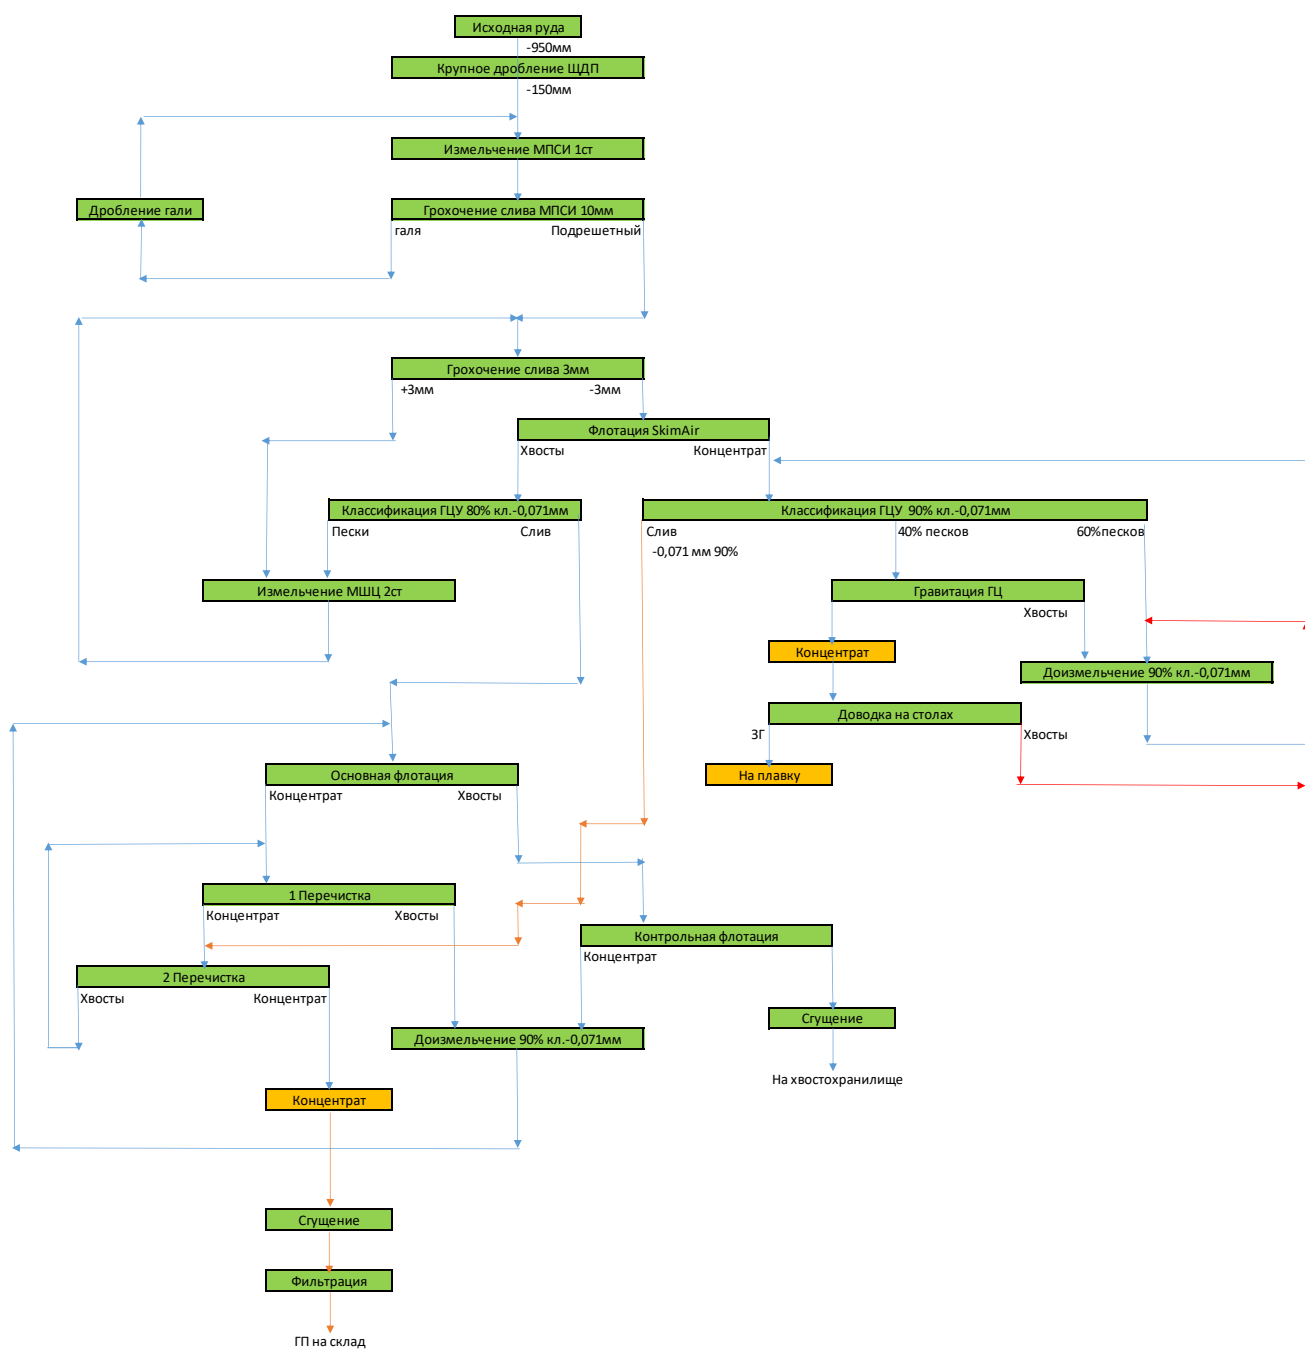 Исходная руда
-950мм
Крупное дробление ЩДП
-150мм
Измельчение МПСИ 1ст
Дробление гали
Грохочение слива МПСИ 10мм
галя
Подрешетный
Грохочение слива 3мм
+3мм
-3мм
Флотация SkimAir
Хвосты
Концентрат
Классификация ГЦУ 80% кл.-0,071мм
Классификация ГЦУ 90% кл.-0,071мм
Пески
Слив
Слив
40% песков
60%песков
-0,071 мм 90%
Измельчение МШЦ 2ст
Гравитация ГЦ
Хвосты
Концентрат
Доизмельчение 90% кл.-0,071мм
Доводка на столах
ЗГ
Хвосты
Основная флотация
На плавку
Концентрат
Хвосты
1 Перечистка
Концентрат
Хвосты
Контрольная флотация
Концентрат
2 Перечистка
Хвосты
Концентрат
Сгущение
Доизмельчение 90% кл.-0,071мм
На хвостохранилище
Концентрат
Сгущение
Фильтрация
ГП на склад